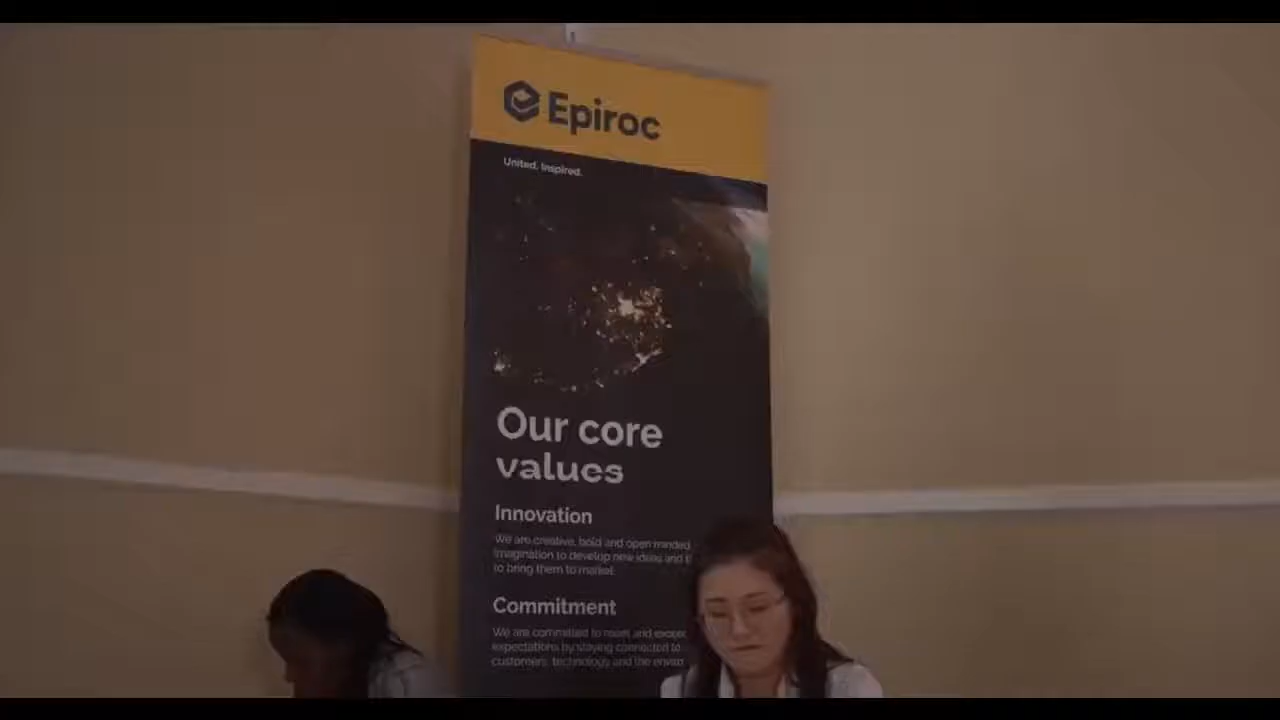 Epiroc
United. Inspired.
Our core
values
Innovation
We are creative, bold and open minded
imagination to develop new ideas and
to bring them to market.
Commitment
We are committed to meet and exceed
expectations by staying connected to
customers, technology and the